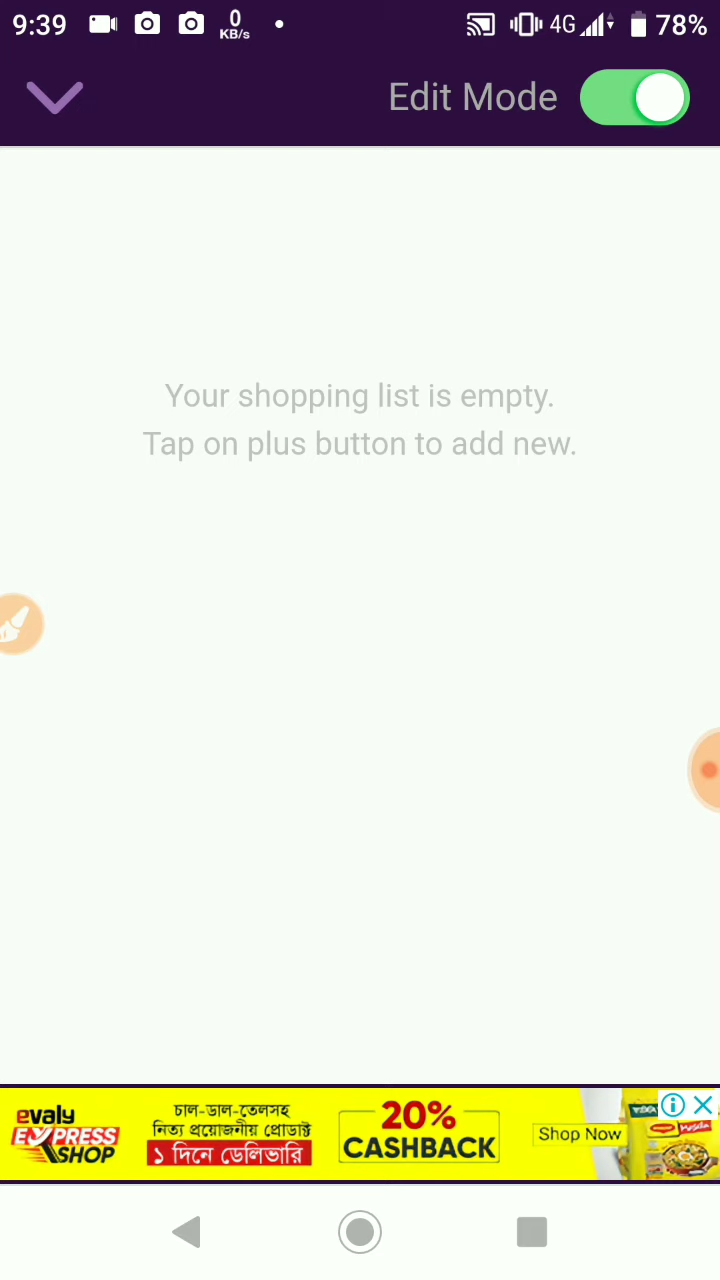 9:39
0
KB/s
4G
78%
Edit Mode
Your shopping list is empty.
Tap on plus button to add new.
evaly
EXPRESS
SHOP
চাল-ডাল-তেলসহ
নিত্য প্রয়োজনীয় প্রোডাক্ট
১ দিনে ডেলিভারি
20%
CASHBACK
Shop Now